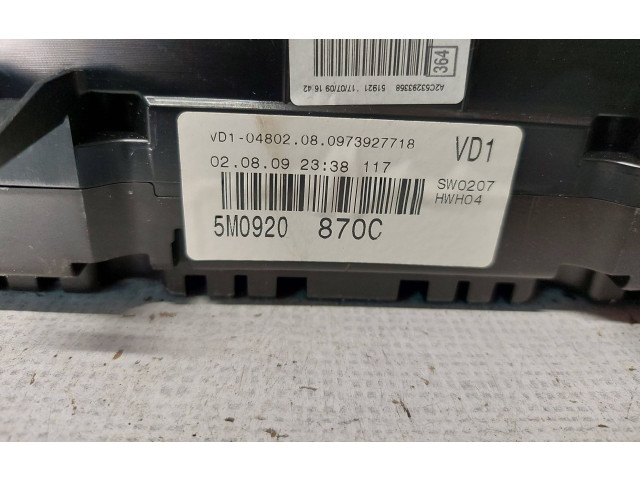 A2C53293368 51921 17/07/09 16 42
364
VD1-04802.08.0973927718 VD1
02.08.09 23:38 117
SW0207
HWH04
5M0920 870C